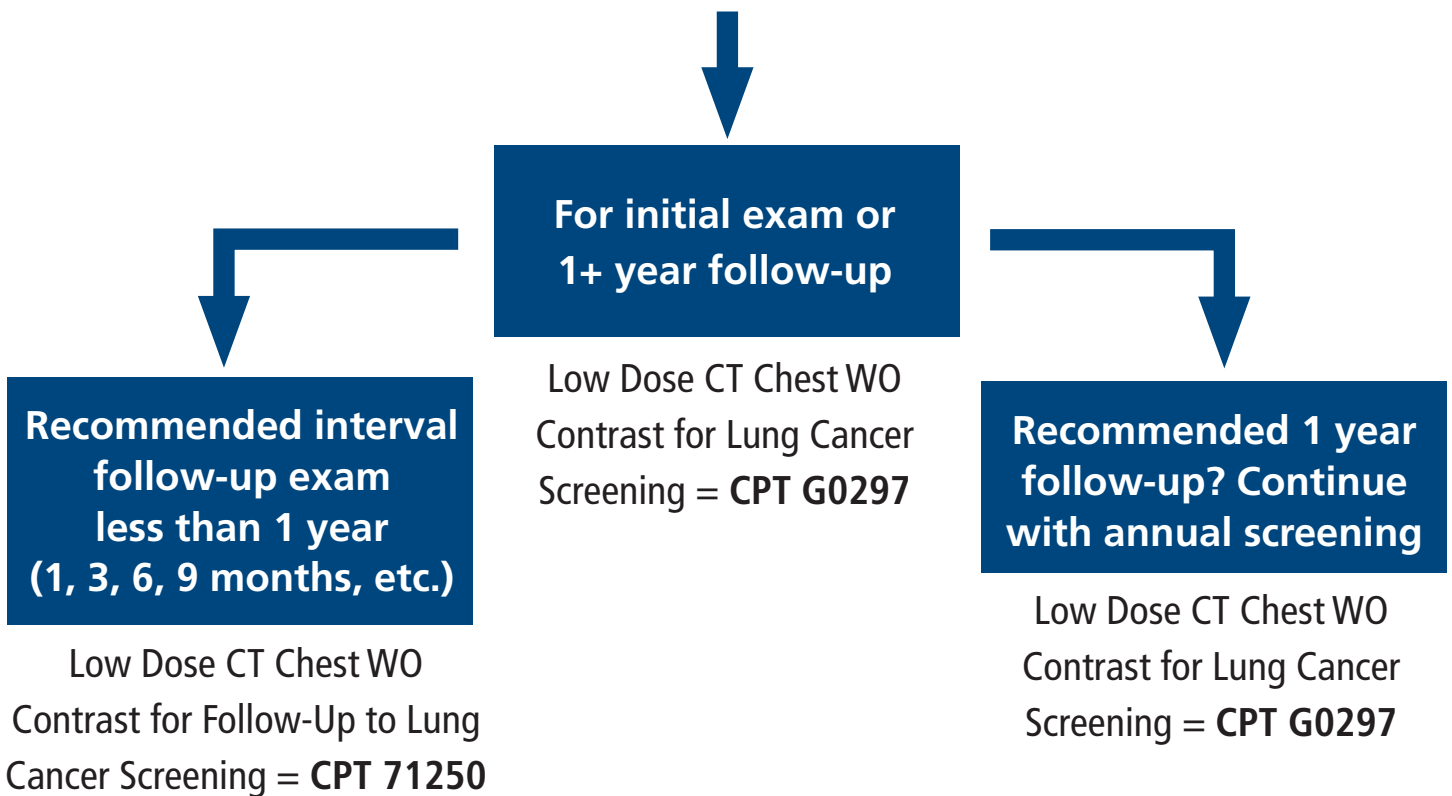 For initial exam or
1+ year follow-up
Low Dose CT Chest WO
Contrast for Lung Cancer
Screening = CPT G0297
Recommended interval
follow-up exam
less than 1 year
(1, 3, 6, 9 months, etc.)
Low Dose CT Chest WO
Contrast for Follow-Up to Lung
Cancer Screening = CPT 71250
Recommended 1 year
follow-up? Continue
with annual screening
Low Dose CT Chest WO
Contrast for Lung Cancer
Screening = CPT G0297